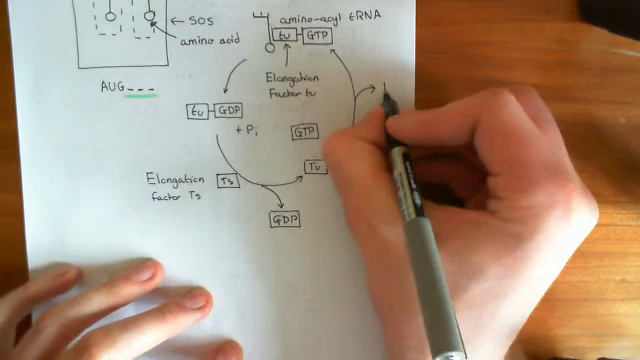 SOS
amino acid
AUG _ _ _
amino-acyl tRNA
tu GTP
Elongation
Factor tu
tu GDP
+ Pi
GTP
Tu
Elongation
factor Ts
Ts
GDP